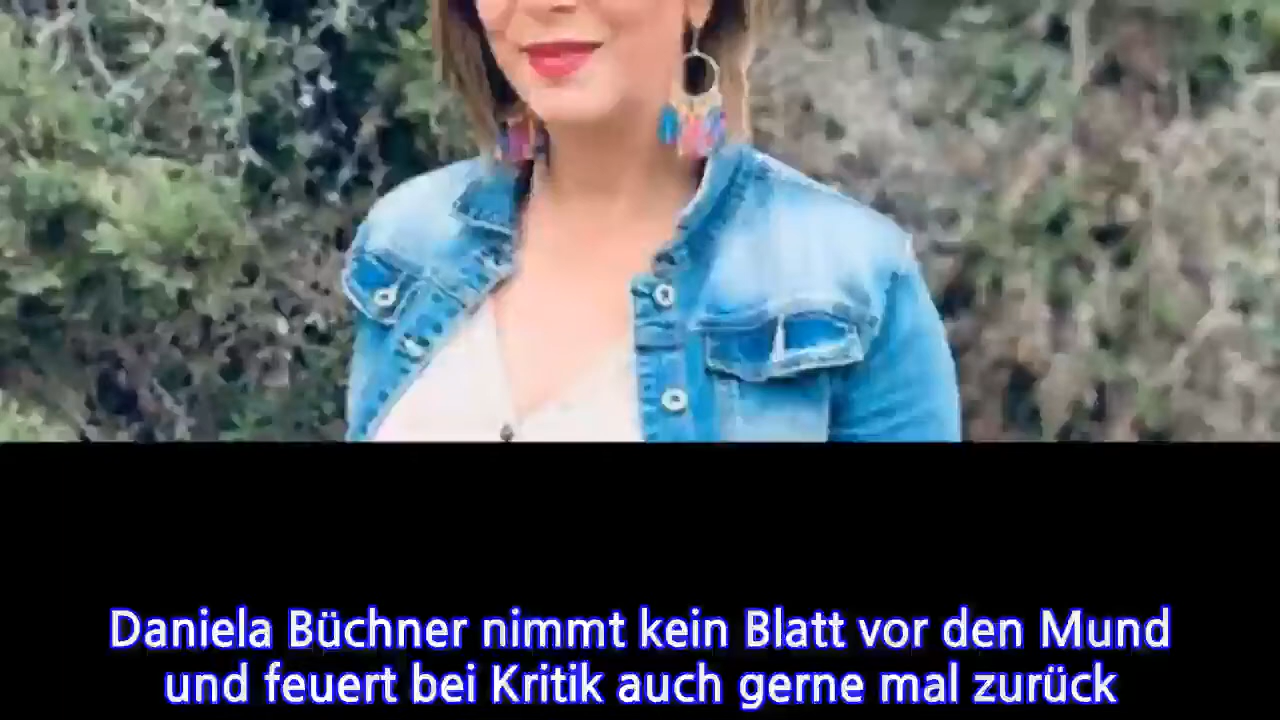 Daniela Büchner nimmt kein Blatt vor den Mund
und feuert bei Kritik auch gerne mal zurück